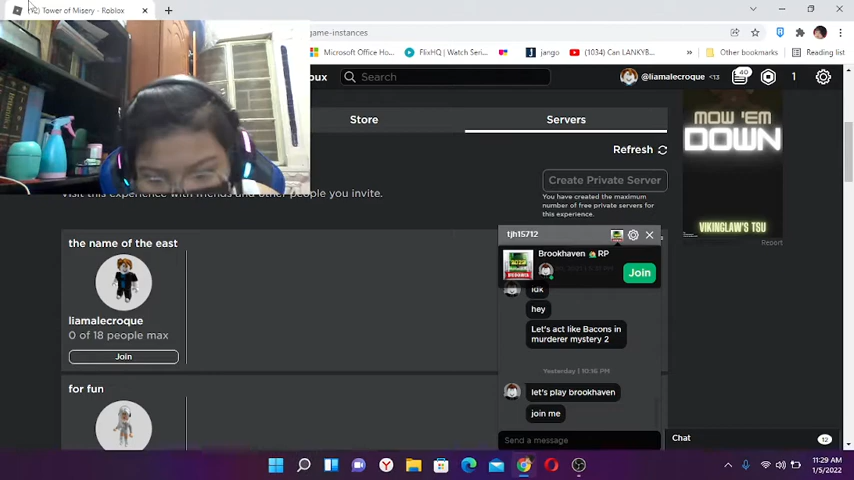 (2) Tower of Misery - Roblox
game-instances
Microsoft Office Ho...
FlixHQ | Watch Seri...
jango
(1034) Can LANKYB...
Other bookmarks
Reading list
oux
Search
@liamalecroque <13
40
1
Store
Servers
Refresh
Create Private Server
You have created the maximum
number of free private servers for
this experience.
Visit this experience with friends and other people you invite.
the name of the east
liamalecroque
0 of 18 people max
Join
for fun
MOW 'EM
DOWN
VIKINGLAW'S TSU
Report
tjh15712
Brookhaven RP
Join
idk
hey
Let's act like Bacons in
murderer mystery 2
Yesterday | 10:16 PM
let's play brookhaven
join me
Send a message
Chat
12
11:29 AM
1/5/2022